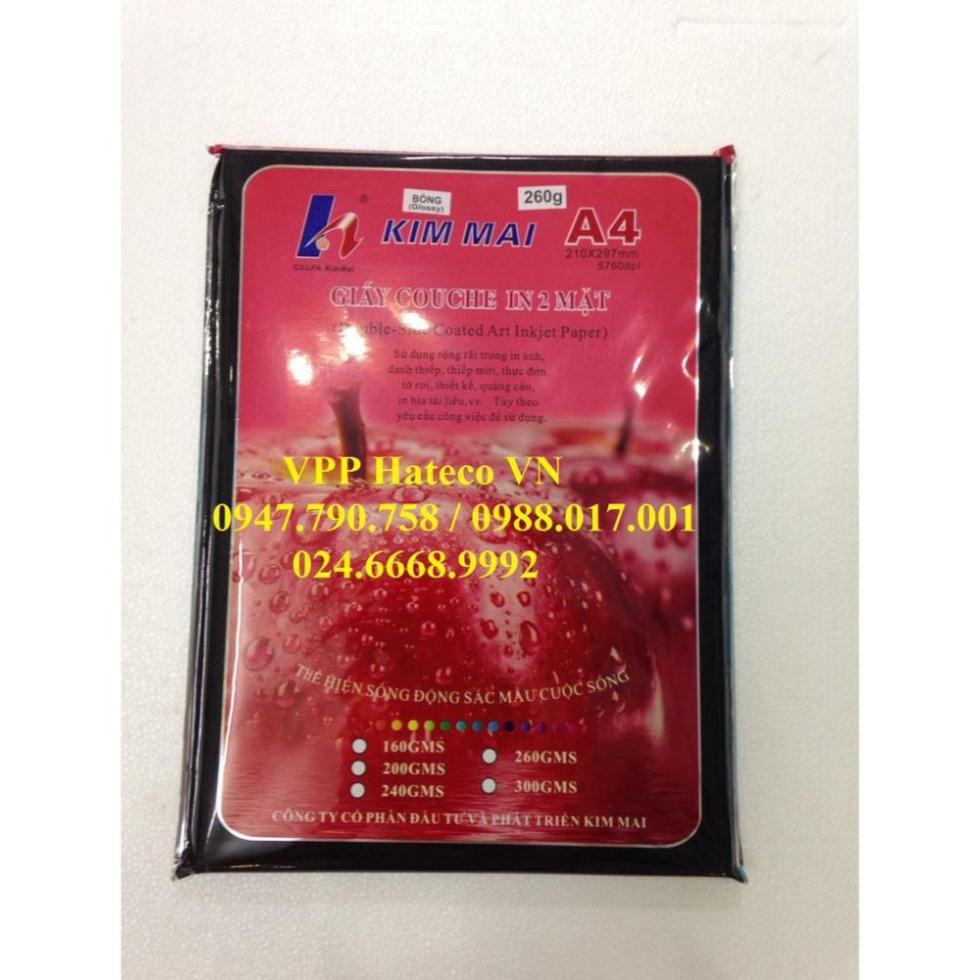 BÓNG
(Glossy)
260g
®
KIM MAI
A4
210X297mm
5760dpi
CELFA KimMai
GIẤY COUCHE IN 2 MẶT
(Double-Side Coated Art Inkjet Paper)
Sử dụng rộng rãi trong in ảnh,
danh thiếp, thiếp mời, thực đơn,
tờ rơi, thiết kế, quảng cáo,
in bìa tài liệu,vv. Tùy theo
yêu cầu công việc để sử dụng.
VPP Hateco VN
0947.790.758 / 0988.017.001
024.6668.9992
THỂ HIỆN SỐNG ĐỘNG SẮC MÀU CUỘC SỐNG
160GMS
260GMS
200GMS
240GMS
300GMS
CÔNG TY CỔ PHẦN ĐẦU TƯ VÀ PHÁT TRIỂN KIM MAI